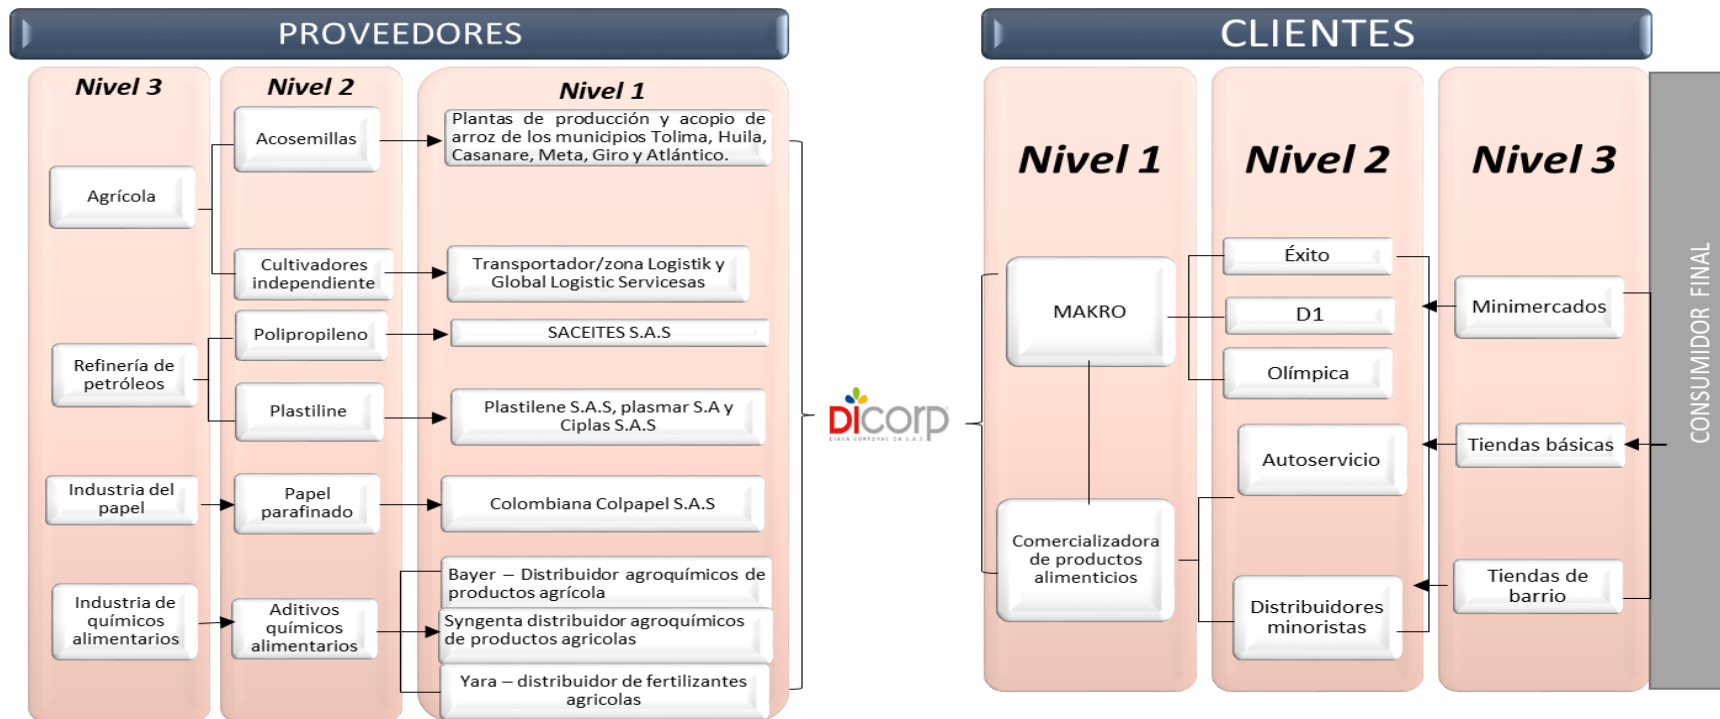 PROVEEDORES
Nivel 3
Nivel 2
Nivel 1
Agrícola
Refinería de
petróleos
Industria del
papel
Industria de
químicos
alimentarios
Acosemillas
Cultivadores
independiente
Polipropileno
Plastiline
Papel
parafinado
Aditivos
químicos
alimentarios
Plantas de producción y acopio de
arroz de los municipios Tolima, Huila,
Casanare, Meta, Giro y Atlántico.
Transportador/zona Logistik y
Global Logistic Servicesas
SACEITES S.A.S
Plastilene S.A.S, plasmar S.A y
Ciplas S.A.S
Colombiana Colpapel S.A.S
Bayer – Distribuidor agroquímicos de
productos agrícola
Syngenta distribuidor agroquímicos
de productos agricolas
Yara – distribuidor de fertilizantes
agricolas
DIcorp
DIANA CORPORACIÓN S.A.S.
CLIENTES
Nivel 1
Nivel 2
Nivel 3
MAKRO
Comercializadora
de productos
alimenticios
Éxito
D1
Olímpica
Autoservicio
Distribuidores
minoristas
Minimercados
Tiendas básicas
Tiendas de
barrio
CONSUMIDOR FINAL